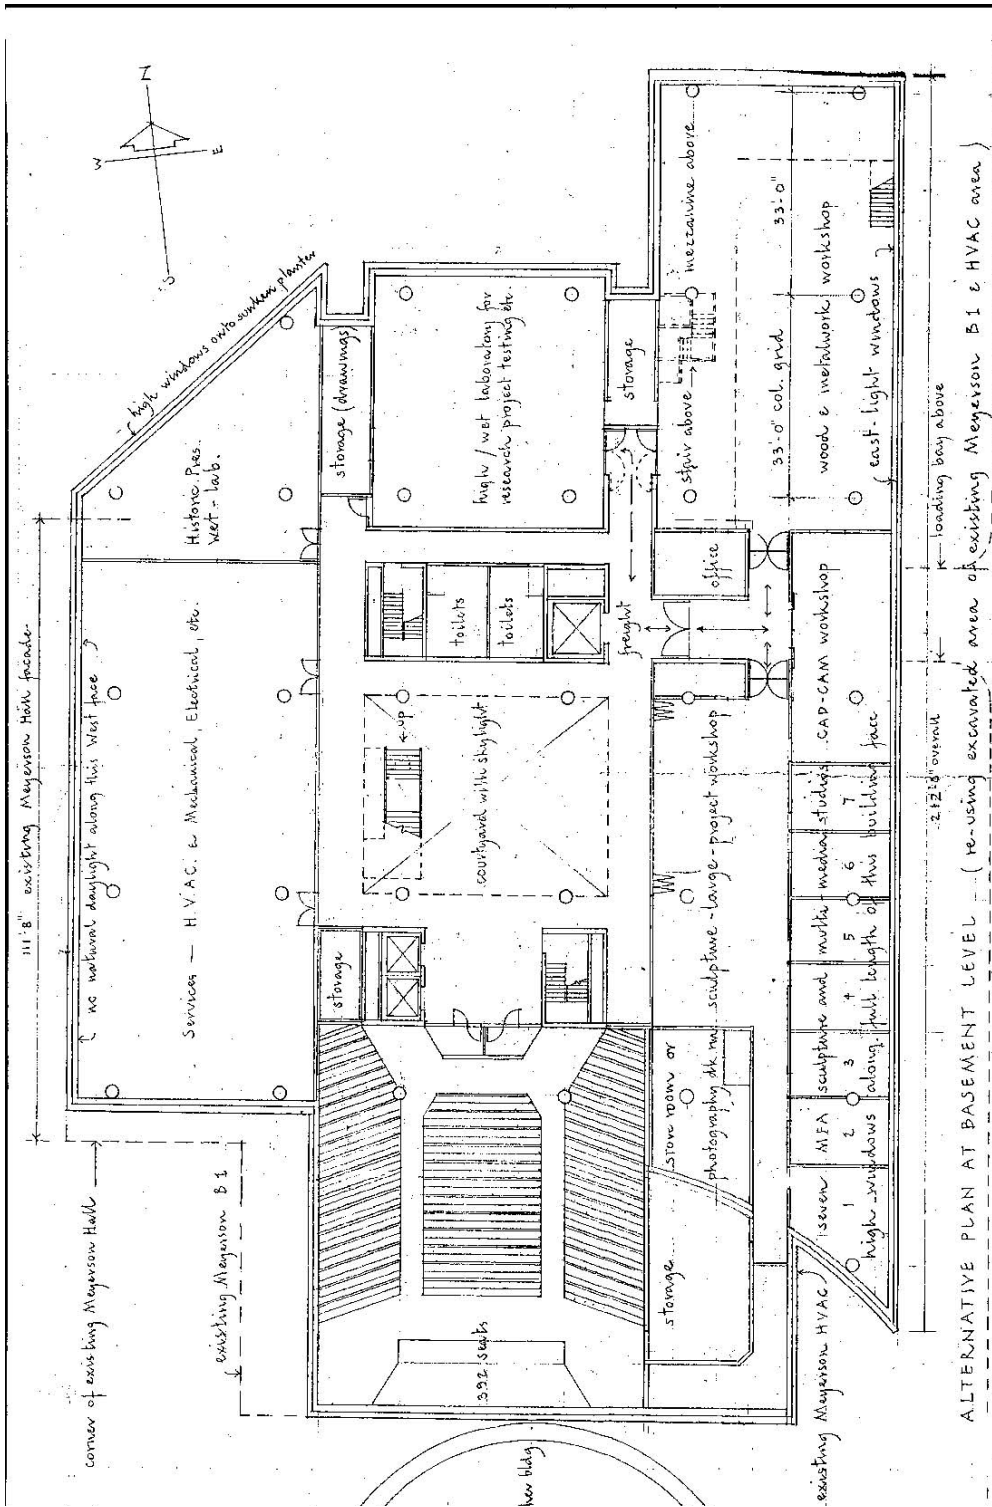 N
W
E
S
high windows onto sunken planter
Historic Pres.
wet-lab.
storage (drawings)
high / wet laboratory for
research project testing etc.
storage
stair above
mezzanine above
33'-0"
33'-0" col. grid
wood & metalwork workshop
east-light windows
loading bay above
111'8" existing Meyerson Hall facade
no natural daylight along this West face
Services — H.V.A.C. & Mechanical, Electrical, etc.
toilets
toilets
freight
office
up
courtyard with skylight
sculpture-large-project workshop
CAD-CAM workshop
seven MFA sculpture and multi-media studios
1
2
3
4
5
6
7
high windows along full length of this building face
overall
storage
storage
store room or
photography dk.rm.
392 seats
corner of existing Meyerson Hall
existing Meyerson B1
existing Meyerson HVAC
bldg.
ALTERNATIVE PLAN AT BASEMENT LEVEL (re-using excavated area of existing Meyerson B1 & HVAC area)